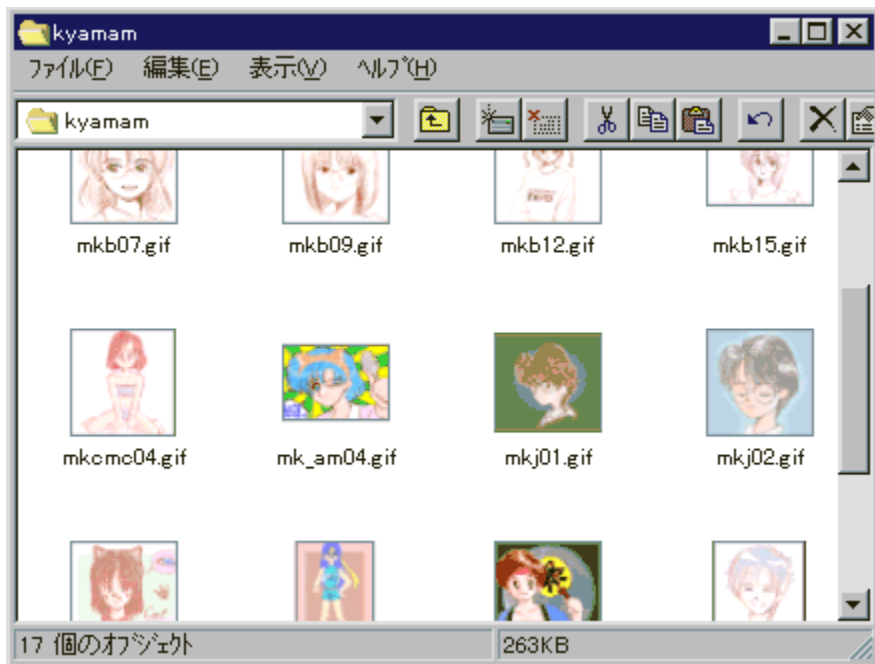 kyamam
ﾌｧｲﾙ(F) 編集(E) 表示(V) ﾍﾙﾌﾟ(H)
kyamam
mkb07.gif mkb09.gif mkb12.gif mkb15.gif
mkcmc04.gif mk_am04.gif mkj01.gif mkj02.gif
17 個のｵﾌﾞｼﾞｪｸﾄ 263KB